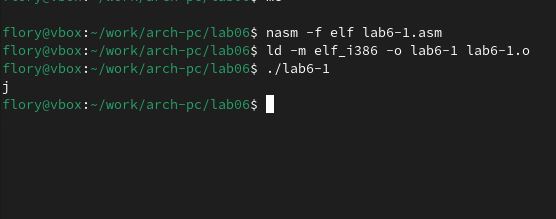 flory@vbox:~/work/arch-pc/lab06$ nasm -f elf lab6-1.asm
flory@vbox:~/work/arch-pc/lab06$ ld -m elf_i386 -o lab6-1 lab6-1.o
flory@vbox:~/work/arch-pc/lab06$ ./lab6-1
j
flory@vbox:~/work/arch-pc/lab06$